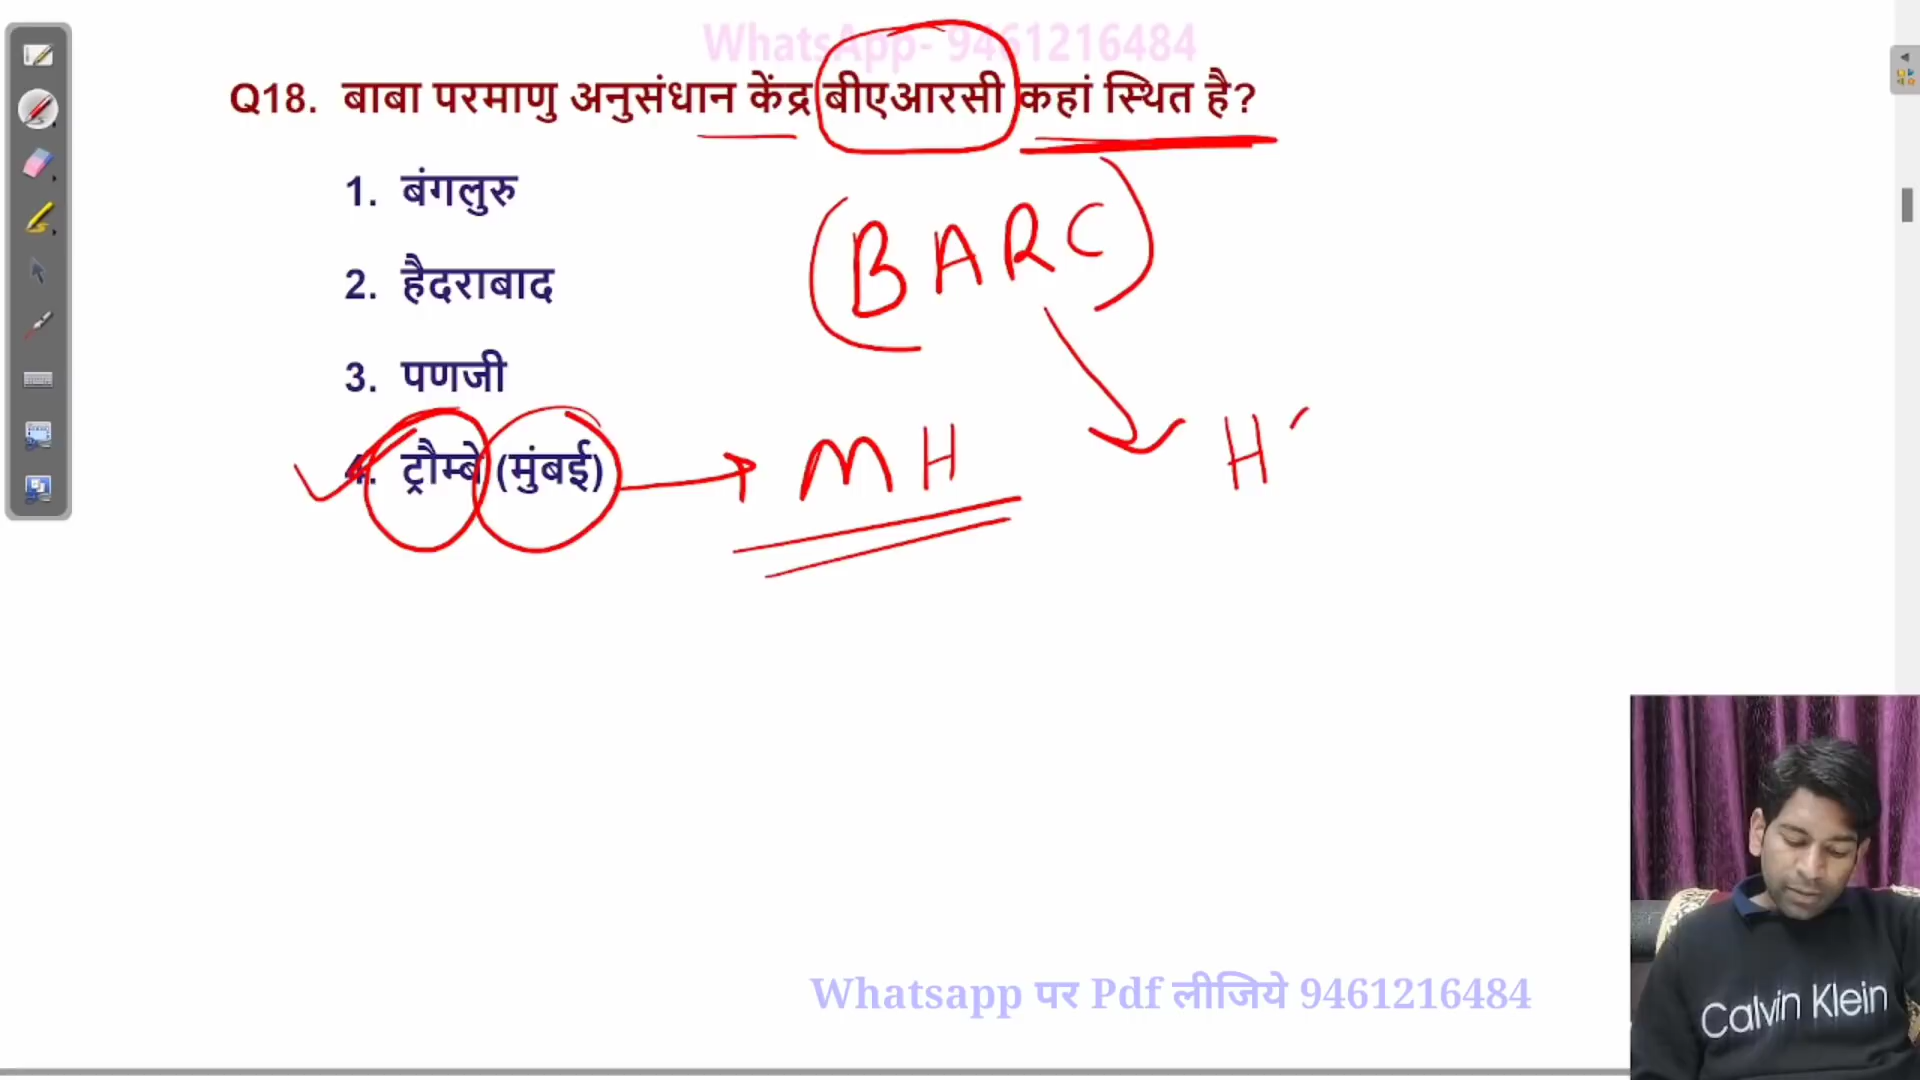 WhatsApp- 9461216484
Q18. बाबा परमाणु अनुसंधान केंद्र बीएआरसी कहां स्थित है?
1. बंगलुरु
(BARC)
2. हैदराबाद
3. पणजी
4. ट्रौम्बे (मुंबई)
MH
H
Whatsapp पर Pdf लीजिये 9461216484
Calvin Klein